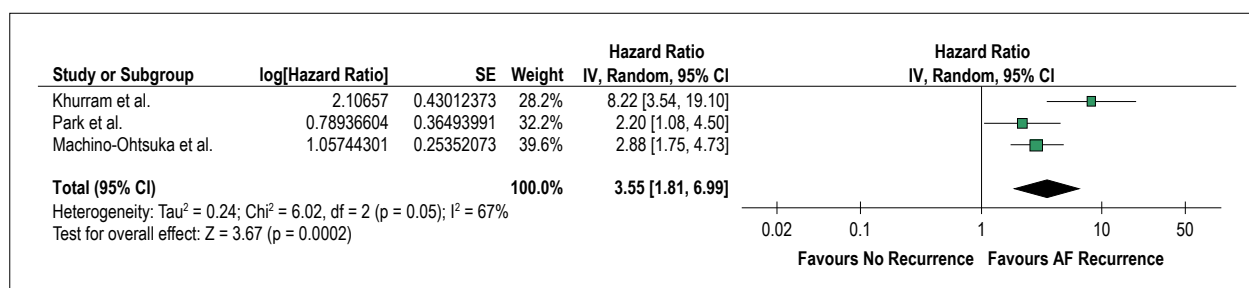 Hazard Ratio Hazard Ratio
Study or Subgroup log[Hazard Ratio] SE Weight IV, Random, 95% CI IV, Random, 95% CI
Khurram et al. 2.10657 0.43012373 28.2% 8.22 [3.54, 19.10]
Park et al. 0.78936604 0.36493991 32.2% 2.20 [1.08, 4.50]
Machino-Ohtsuka et al. 1.05744301 0.25352073 39.6% 2.88 [1.75, 4.73]
Total (95% CI) 100.0% 3.55 [1.81, 6.99]
Heterogeneity: Tau² = 0.24; Chi² = 6.02, df = 2 (p = 0.05); I² = 67%
Test for overall effect: Z = 3.67 (p = 0.0002)
0.02 0.1 1 10 50
Favours No Recurrence Favours AF Recurrence